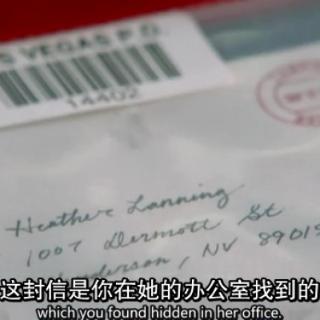 S VEGAS P.D.
14402
Heather Lanning
1007 Dermott St
Henderson, NV 8901
这封信是你在她的办公室找到的
which you found hidden in her office.